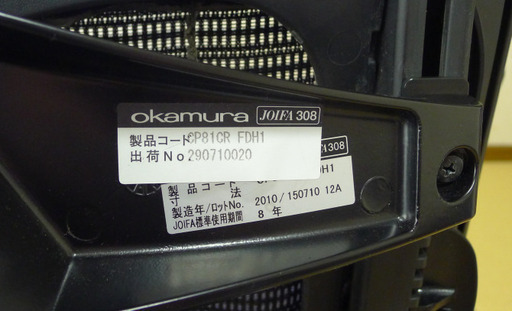 okamura JOIFA 308
製品コード CP81CR FDH1
出荷No.290710020
JOIFA 308
製品コード
寸 法
製造年/ロットNo. 2010/150710 12A
JOIFA標準使用期間 8 年